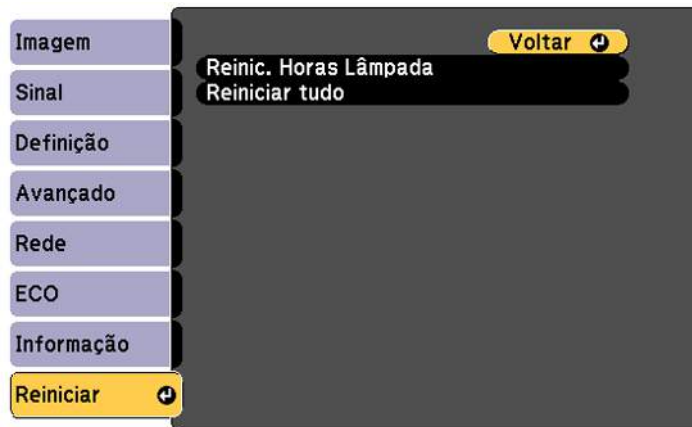 Imagem
Sinal
Definição
Avançado
Rede
ECO
Informação
Reiniciar
Voltar
Reinic. Horas Lâmpada
Reiniciar tudo